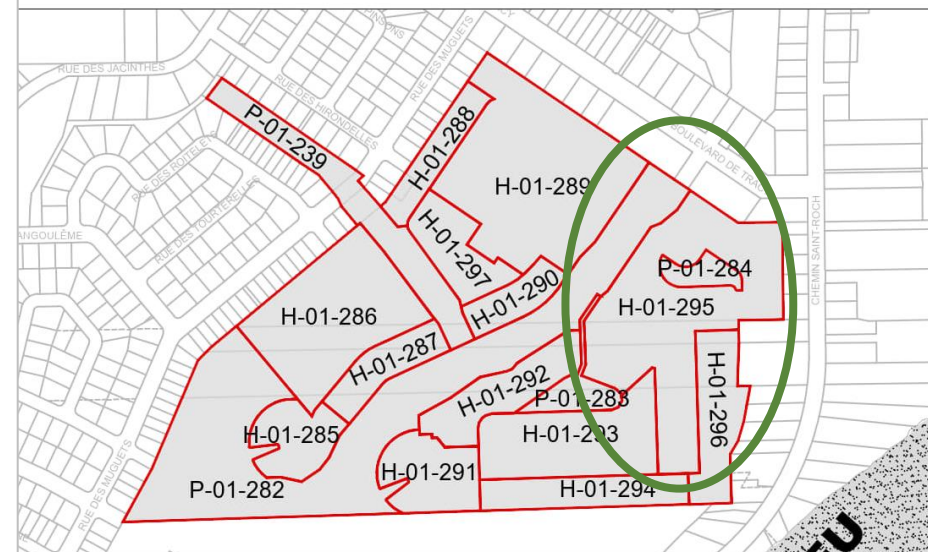 RUE DES JACINTHES
RUE DES MUGUETS
RUE DES HIRONDELLES
P-01-239
H-01-288
BOULEVARD DE TRAC
RUE DES ROITELETS
H-01-289
RUE DES TOURTERELLES
ANGOULÊME
H-01-297
P-01-284
CHEMIN SAINT-ROCH
H-01-290
H-01-295
H-01-286
H-01-287
H-01-292
P-01-283
H-01-296
H-01-285
H-01-293
H-01-291
P-01-282
H-01-294
RUE DES MUGUETS
EU